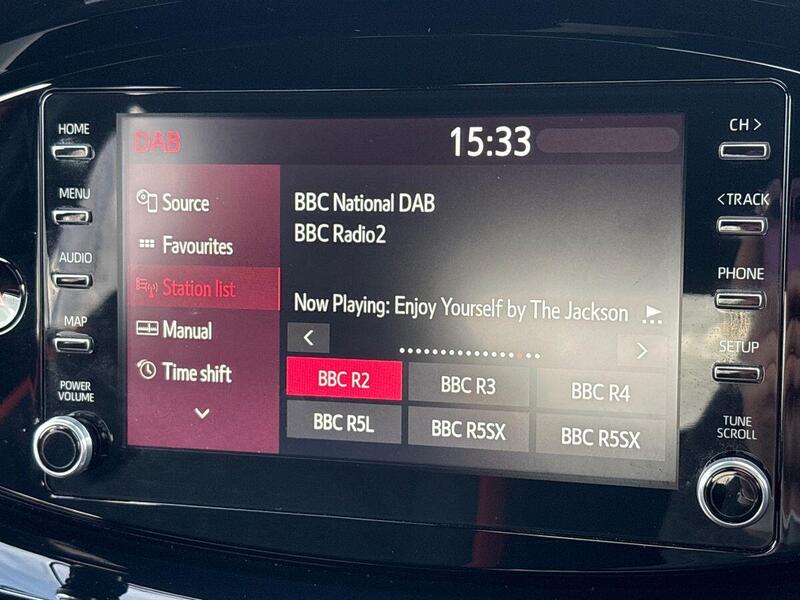 HOME
MENU
AUDIO
MAP
POWER
VOLUME
DAB
15:33
Source
Favourites
Station list
Manual
Time shift
BBC National DAB
BBC Radio2
Now Playing: Enjoy Yourself by The Jackson
BBC R2
BBC R3
BBC R4
BBC R5L
BBC R5SX
BBC R5SX
CH >
< TRACK
PHONE
SETUP
TUNE
SCROLL